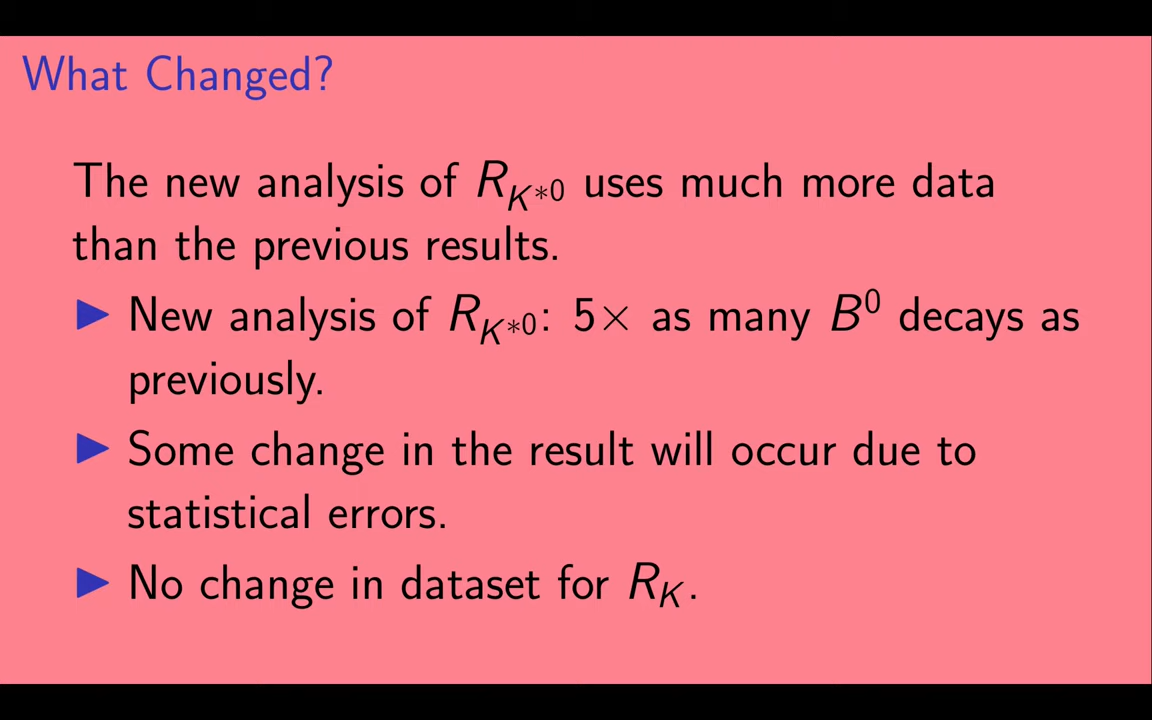 What Changed?
The new analysis of R_{K*0} uses much more data
than the previous results.
▶ New analysis of R_{K*0}: 5× as many B⁰ decays as
previously.
▶ Some change in the result will occur due to
statistical errors.
▶ No change in dataset for R_K.